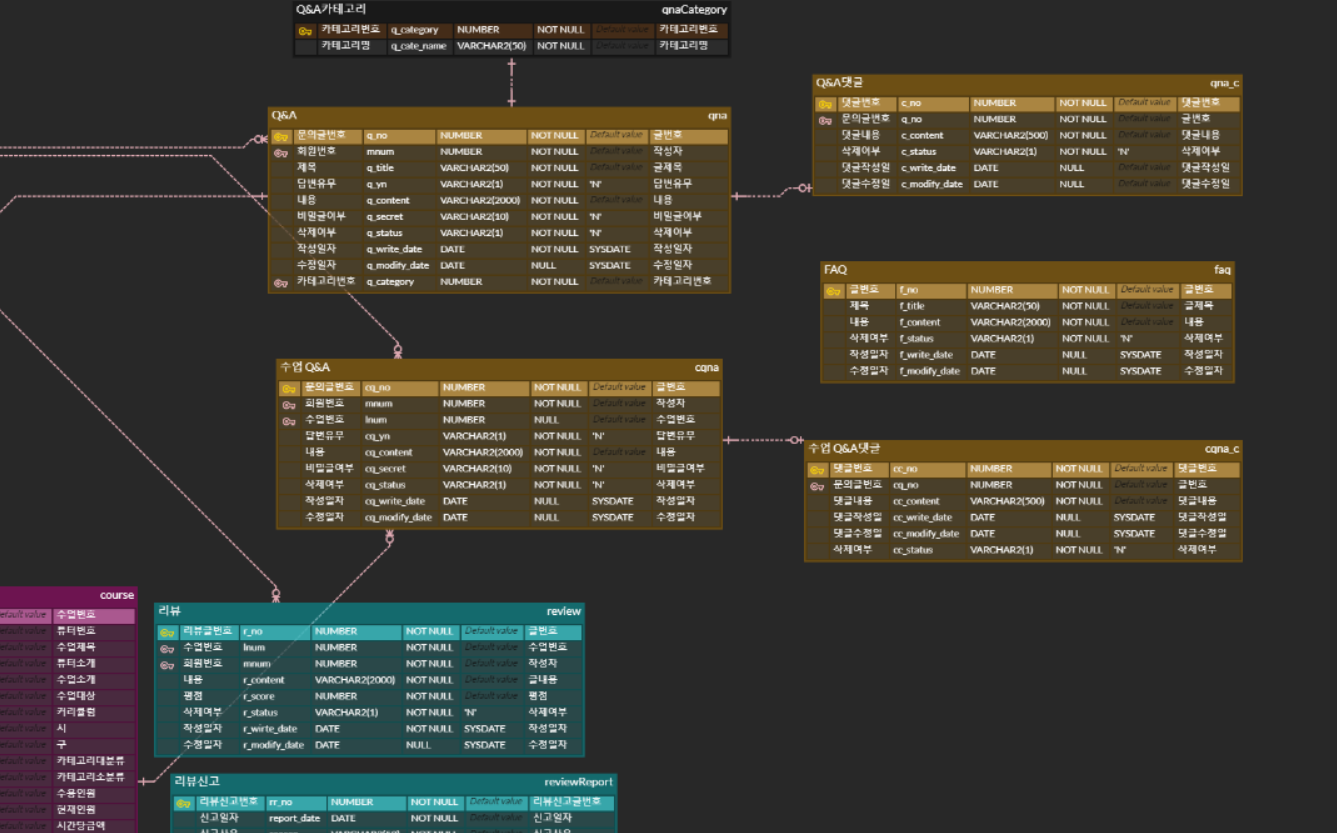 Q&A카테고리 qnaCategory
카테고리번호 q_category NUMBER NOT NULL Default value 카테고리번호
카테고리명 q_cate_name VARCHAR2(50) NOT NULL Default value 카테고리명
Q&A qna
문의글번호 q_no NUMBER NOT NULL Default value 글번호
회원번호 mnum NUMBER NOT NULL Default value 작성자
제목 q_title VARCHAR2(50) NOT NULL Default value 글제목
답변유무 q_yn VARCHAR2(1) NOT NULL 'N' 답변유무
내용 q_content VARCHAR2(2000) NOT NULL Default value 내용
비밀글여부 q_secret VARCHAR2(10) NOT NULL 'N' 비밀글여부
삭제여부 q_status VARCHAR2(1) NOT NULL 'N' 삭제여부
작성일자 q_write_date DATE NOT NULL SYSDATE 작성일자
수정일자 q_modify_date DATE NULL SYSDATE 수정일자
카테고리번호 q_category NUMBER NOT NULL Default value 카테고리번호
Q&A댓글 qna_c
댓글번호 c_no NUMBER NOT NULL Default value 댓글번호
문의글번호 q_no NUMBER NOT NULL Default value 글번호
댓글내용 c_content VARCHAR2(500) NOT NULL Default value 댓글내용
삭제여부 c_status VARCHAR2(1) NOT NULL 'N' 삭제여부
댓글작성일 c_write_date DATE NULL Default value 댓글작성일
댓글수정일 c_modify_date DATE NULL Default value 댓글수정일
FAQ faq
글번호 f_no NUMBER NOT NULL Default value 글번호
제목 f_title VARCHAR2(50) NOT NULL Default value 글제목
내용 f_content VARCHAR2(2000) NOT NULL Default value 내용
삭제여부 f_status VARCHAR2(1) NOT NULL 'N' 삭제여부
작성일자 f_write_date DATE NULL SYSDATE 작성일자
수정일자 f_modify_date DATE NULL SYSDATE 수정일자
수업 Q&A cqna
문의글번호 cq_no NUMBER NOT NULL Default value 글번호
회원번호 mnum NUMBER NOT NULL Default value 작성자
수업번호 lnum NUMBER NULL Default value 수업번호
답변유무 cq_yn VARCHAR2(1) NOT NULL 'N' 답변유무
내용 cq_content VARCHAR2(2000) NOT NULL Default value 내용
비밀글여부 cq_secret VARCHAR2(10) NOT NULL 'N' 비밀글여부
삭제여부 cq_status VARCHAR2(1) NOT NULL 'N' 삭제여부
작성일자 cq_write_date DATE NULL SYSDATE 작성일자
수정일자 cq_modify_date DATE NULL SYSDATE 수정일자
수업 Q&A댓글 cqna_c
댓글번호 cc_no NUMBER NOT NULL Default value 댓글번호
문의글번호 cq_no NUMBER NOT NULL Default value 글번호
댓글내용 cc_content VARCHAR2(500) NOT NULL Default value 댓글내용
댓글작성일 cc_write_date DATE NULL SYSDATE 댓글작성일
댓글수정일 cc_modify_date DATE NULL SYSDATE 댓글수정일
삭제여부 cc_status VARCHAR2(1) NOT NULL 'N' 삭제여부
course
수업번호
튜터번호
수업제목
튜터소개
수업소개
수업대상
커리큘럼
시
구
카테고리대분류
카테고리소분류
수용인원
현재인원
시간당금액
리뷰 review
리뷰글번호 r_no NUMBER NOT NULL Default value 글번호
수업번호 lnum NUMBER NOT NULL Default value 수업번호
회원번호 mnum NUMBER NOT NULL Default value 작성자
내용 r_content VARCHAR2(2000) NOT NULL Default value 글내용
평점 r_score NUMBER NOT NULL Default value 평점
삭제여부 r_status VARCHAR2(1) NOT NULL 'N' 삭제여부
작성일자 r_wirte_date DATE NOT NULL SYSDATE 작성일자
수정일자 r_modify_date DATE NULL SYSDATE 수정일자
리뷰신고 reviewReport
리뷰신고번호 rr_no NUMBER NOT NULL Default value 리뷰신고글번호
신고일자 report_date DATE NOT NULL Default value 신고일자